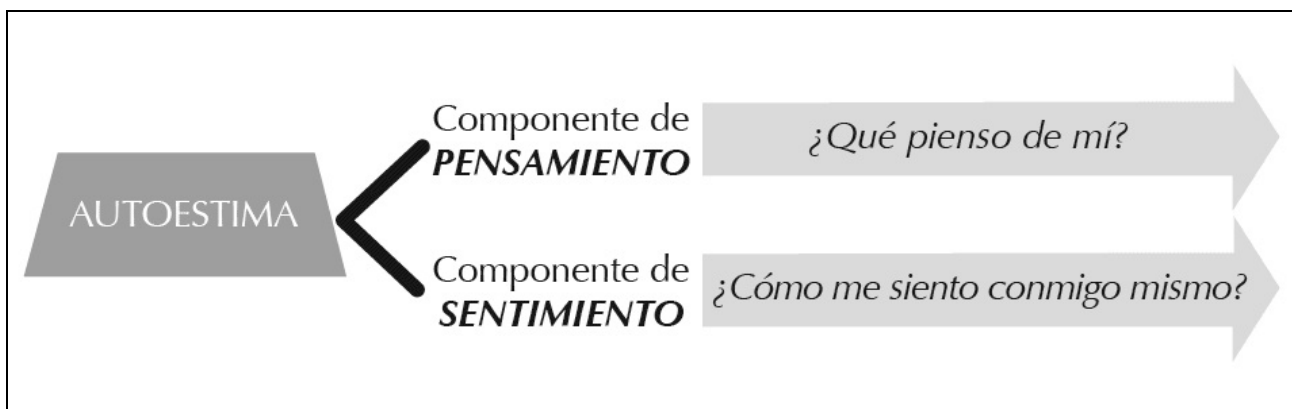 AUTOESTIMA
Componente de
PENSAMIENTO
¿Qué pienso de mí?
Componente de
SENTIMIENTO
¿Cómo me siento conmigo mismo?